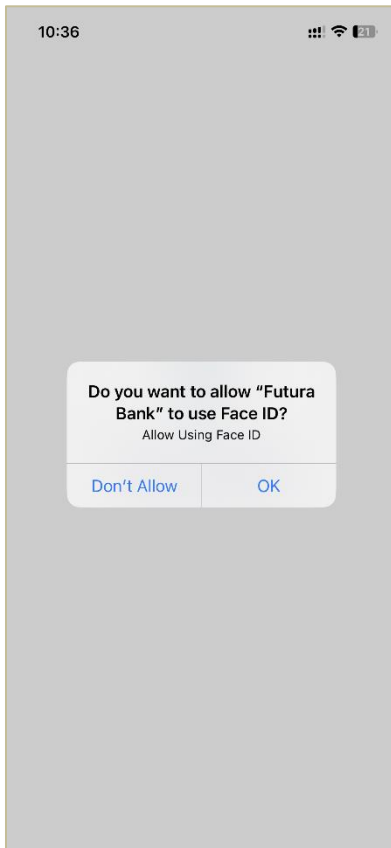 10:36
21
Do you want to allow “Futura
Bank” to use Face ID?
Allow Using Face ID
Don’t Allow
OK